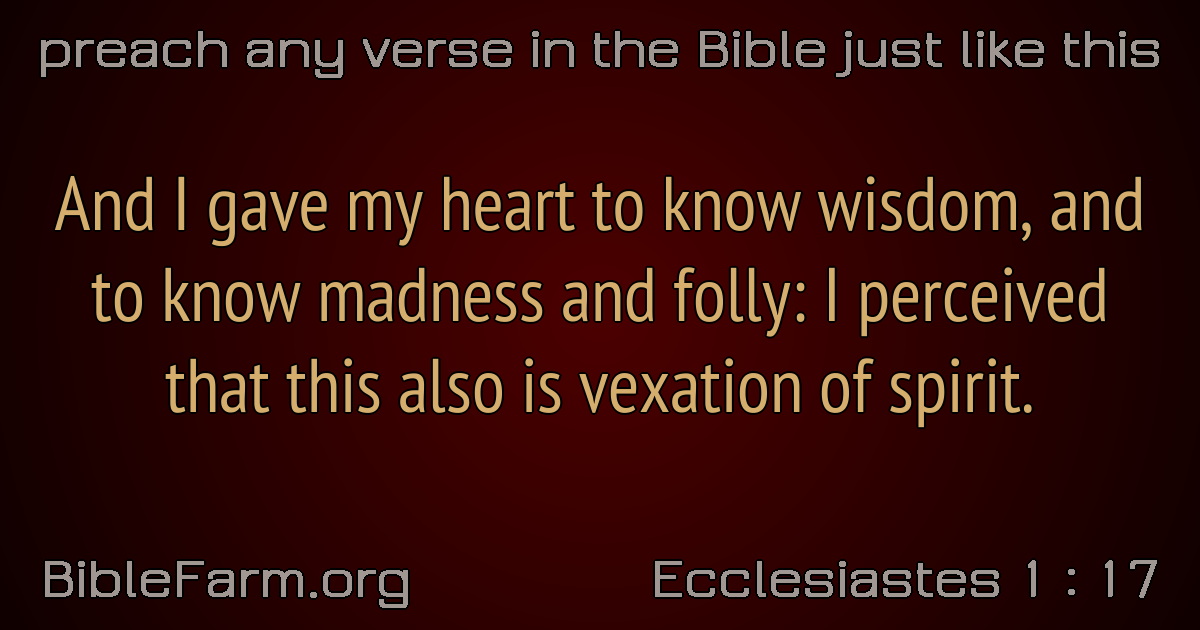 preach any verse in the Bible just like this
And I gave my heart to know wisdom, and
to know madness and folly: I perceived
that this also is vexation of spirit.
BibleFarm.org
Ecclesiastes 1 : 17